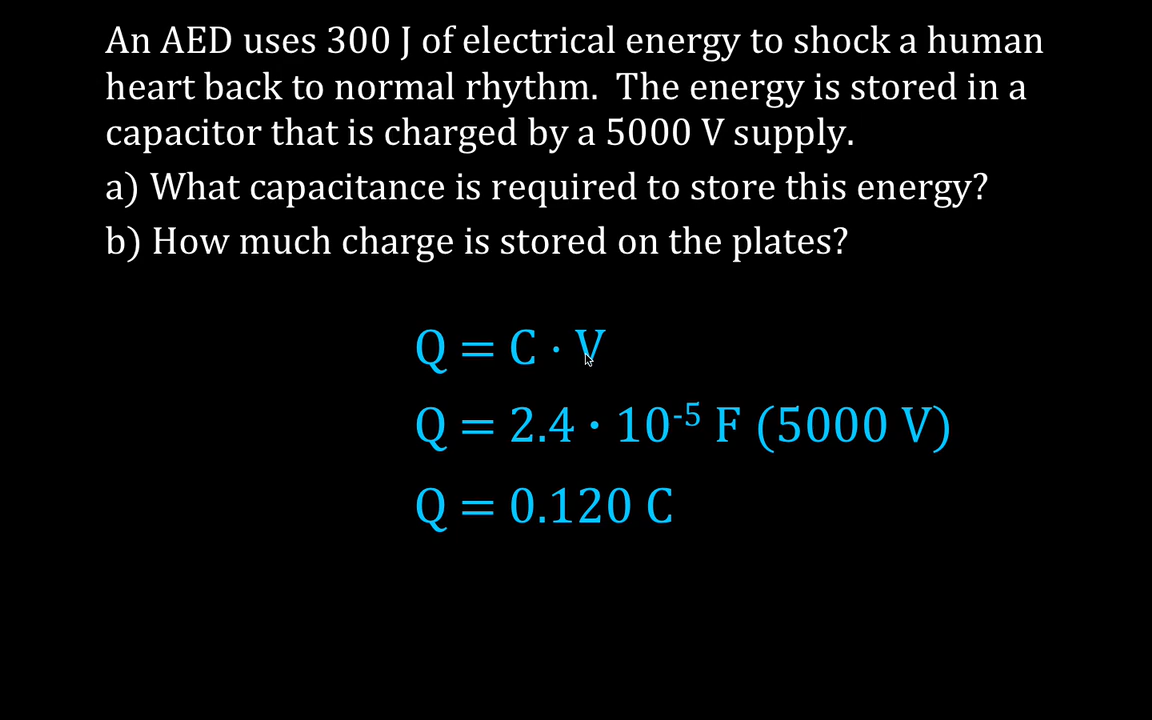 An AED uses 300 J of electrical energy to shock a human
heart back to normal rhythm.  The energy is stored in a
capacitor that is charged by a 5000 V supply.
a) What capacitance is required to store this energy?
b) How much charge is stored on the plates?
Q = C · V
Q = 2.4 · 10⁻⁵ F (5000 V)
Q = 0.120 C